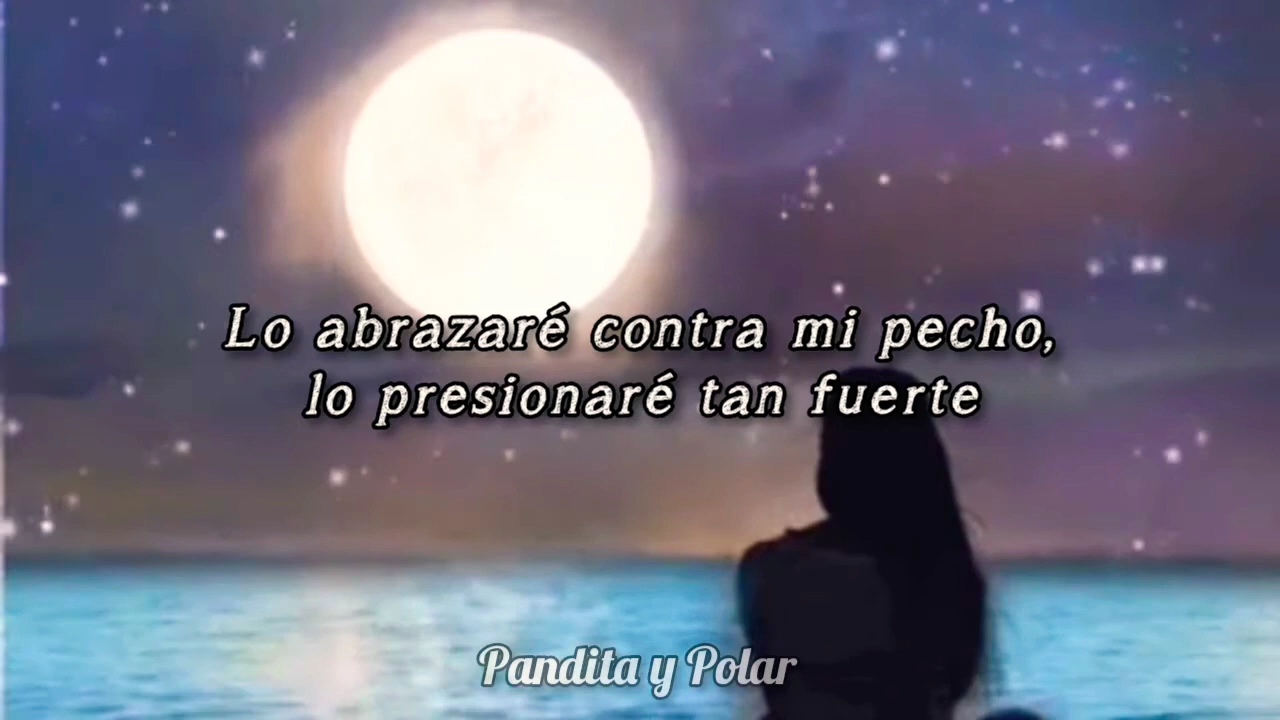 Lo abrazaré contra mi pecho,
lo presionaré tan fuerte
Pandita y Polar